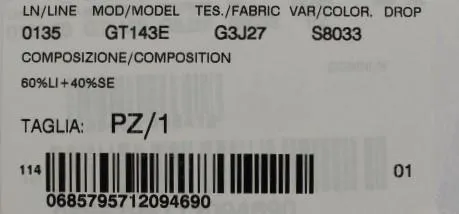 LN/LINE MOD/MODEL TES./FABRIC VAR/COLOR. DROP
0135 GT143E G3J27 S8033
COMPOSIZIONE/COMPOSITION
60%LI+40%SE
TAGLIA: PZ/1
114 01
0685795712094690